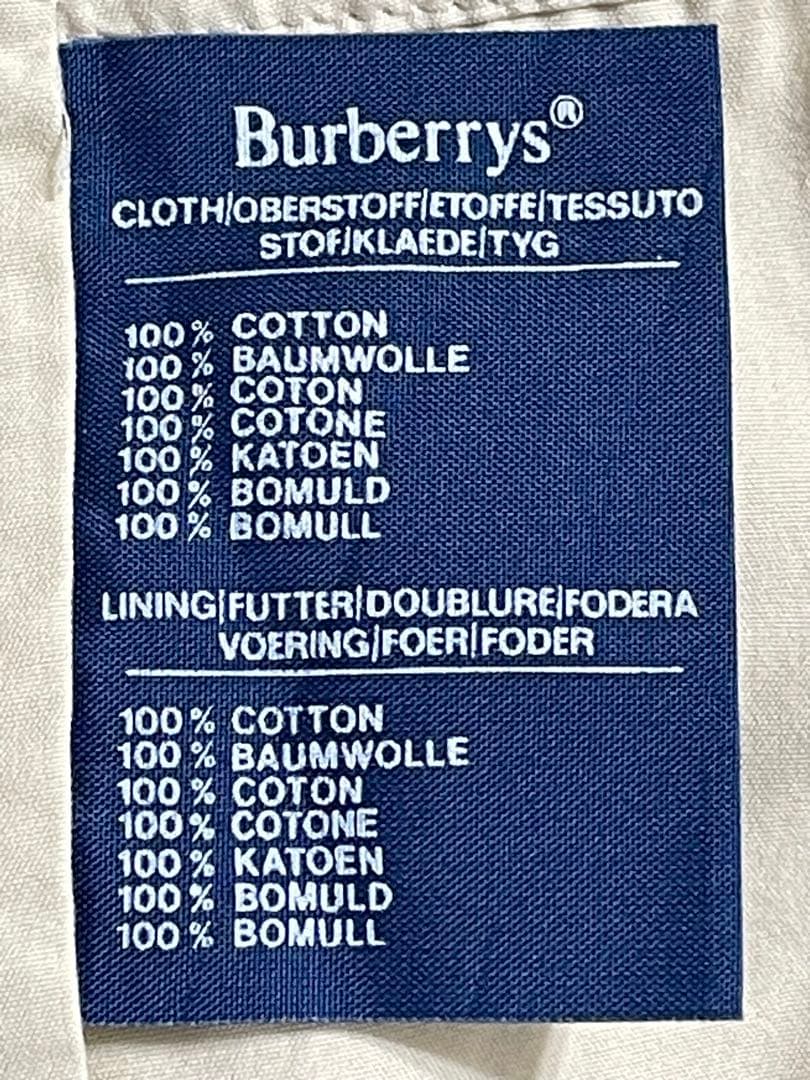 Burberrys®
CLOTH/OBERSTOFF/ETOFFE/TESSUTO
STOF/KLAEDE/TYG
100% COTTON
100% BAUMWOLLE
100% COTON
100% COTONE
100% KATOEN
100% BOMULD
100% BOMULL
LINING/FUTTER/DOUBLURE/FODERA
VOERING/FOER/FODER
100% COTTON
100% BAUMWOLLE
100% COTON
100% COTONE
100% KATOEN
100% BOMULD
100% BOMULL